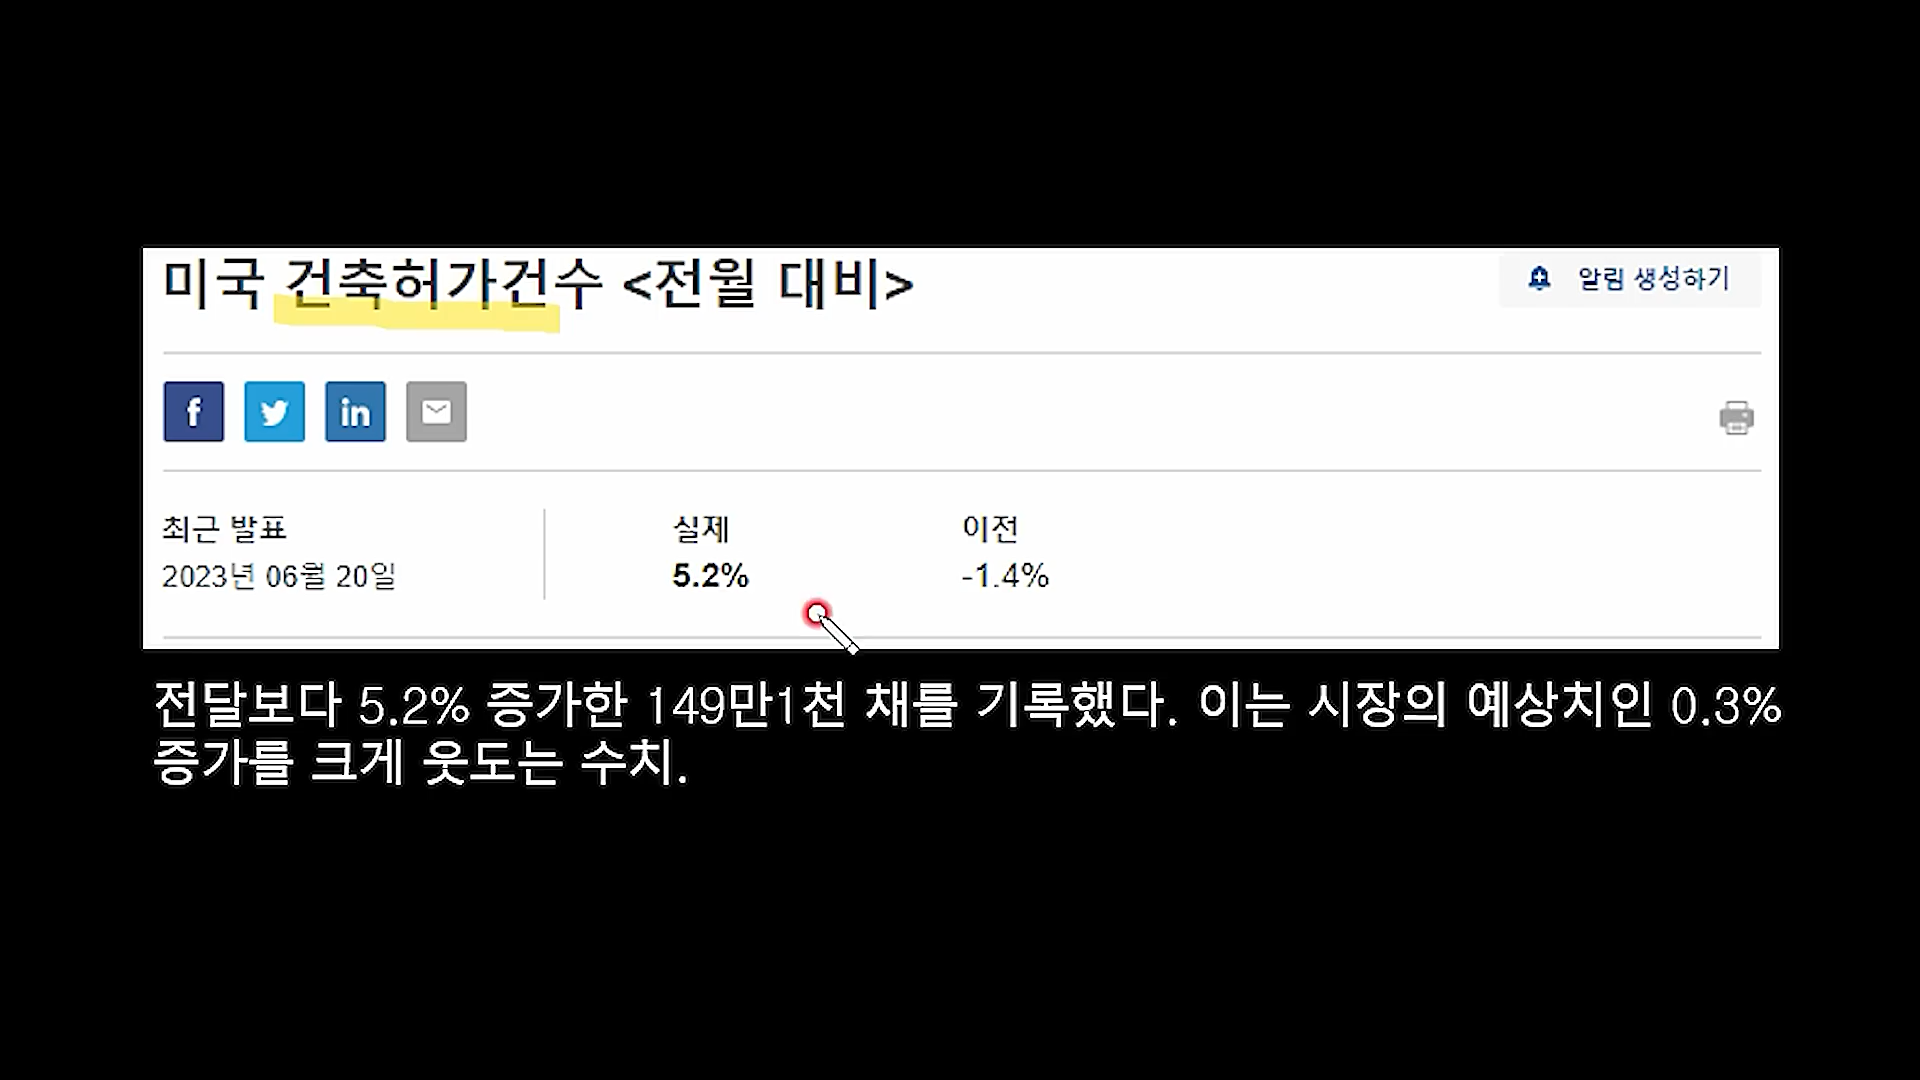 미국 건축허가건수 <전월 대비>
알림 생성하기
f
in
최근 발표
실제
이전
2023년 06월 20일
5.2%
-1.4%
전달보다 5.2% 증가한 149만1천 채를 기록했다. 이는 시장의 예상치인 0.3%
증가를 크게 웃도는 수치.